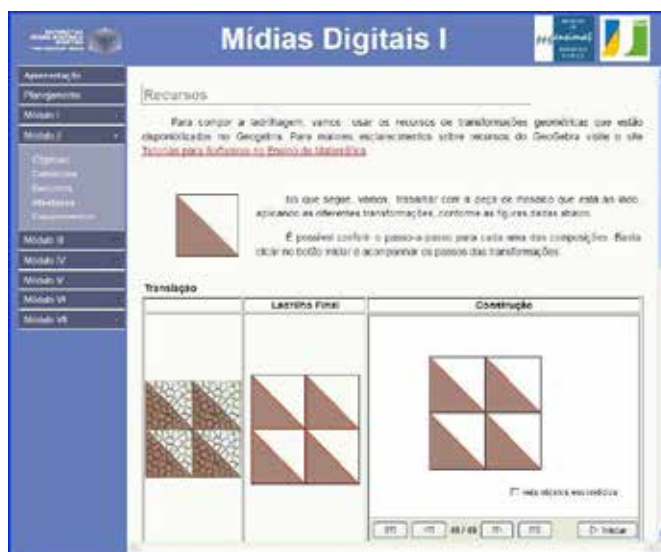 Mídias Digitais I
Apresentação
Planejamento
Módulo I
Módulo II
Objetivos
Conteúdos
Recursos
Atividades
Módulo III
Módulo IV
Módulo V
Módulo VI
Módulo VII
Recursos
Para compor a ladrilhagem, vamos usar os recursos de transformações geométricas que estão
disponibilizados no Geogebra. Para maiores esclarecimentos sobre recursos do GeoGebra visite o site
Tutoriais para Softwares no Ensino de Matemática
No que segue, vamos trabalhar com a peça de mosaico que está ao lado,
aplicando as diferentes transformações, conforme as figuras dadas abaixo.
É possível conferir o passo-a-passo para cada uma das composições. Basta
clicar no botão iniciar e acompanhar os passos das transformações.
Translação
Ladrilho Final
Construção
Iniciar